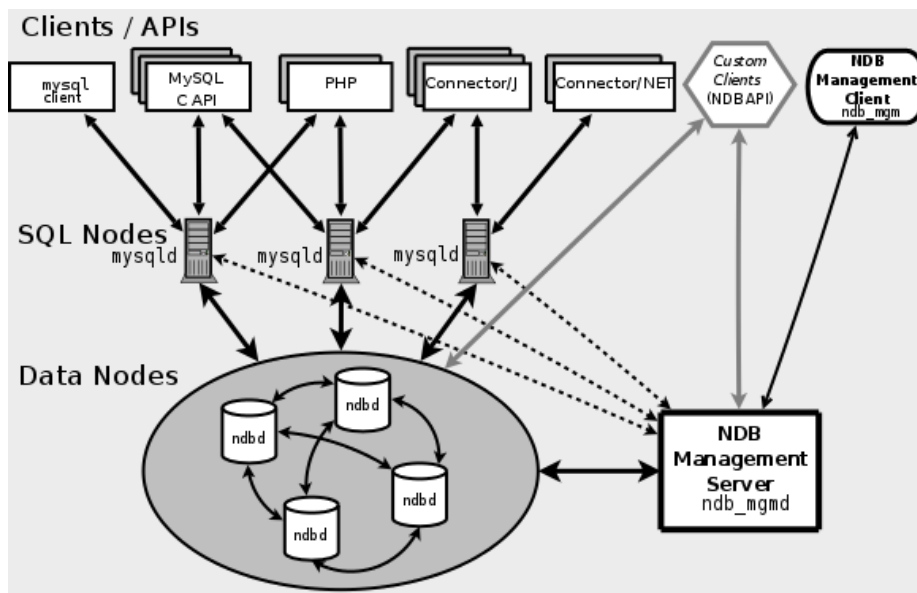 Clients / APIs
mysql
client
MySQL
C API
PHP
Connector/J
Connector/NET
Custom
Clients
(NDBAPI)
NDB
Management
Client
ndb_mgm
SQL Nodes
mysqld
mysqld
mysqld
Data Nodes
ndbd
ndbd
ndbd
ndbd
NDB
Management
Server
ndb_mgmd